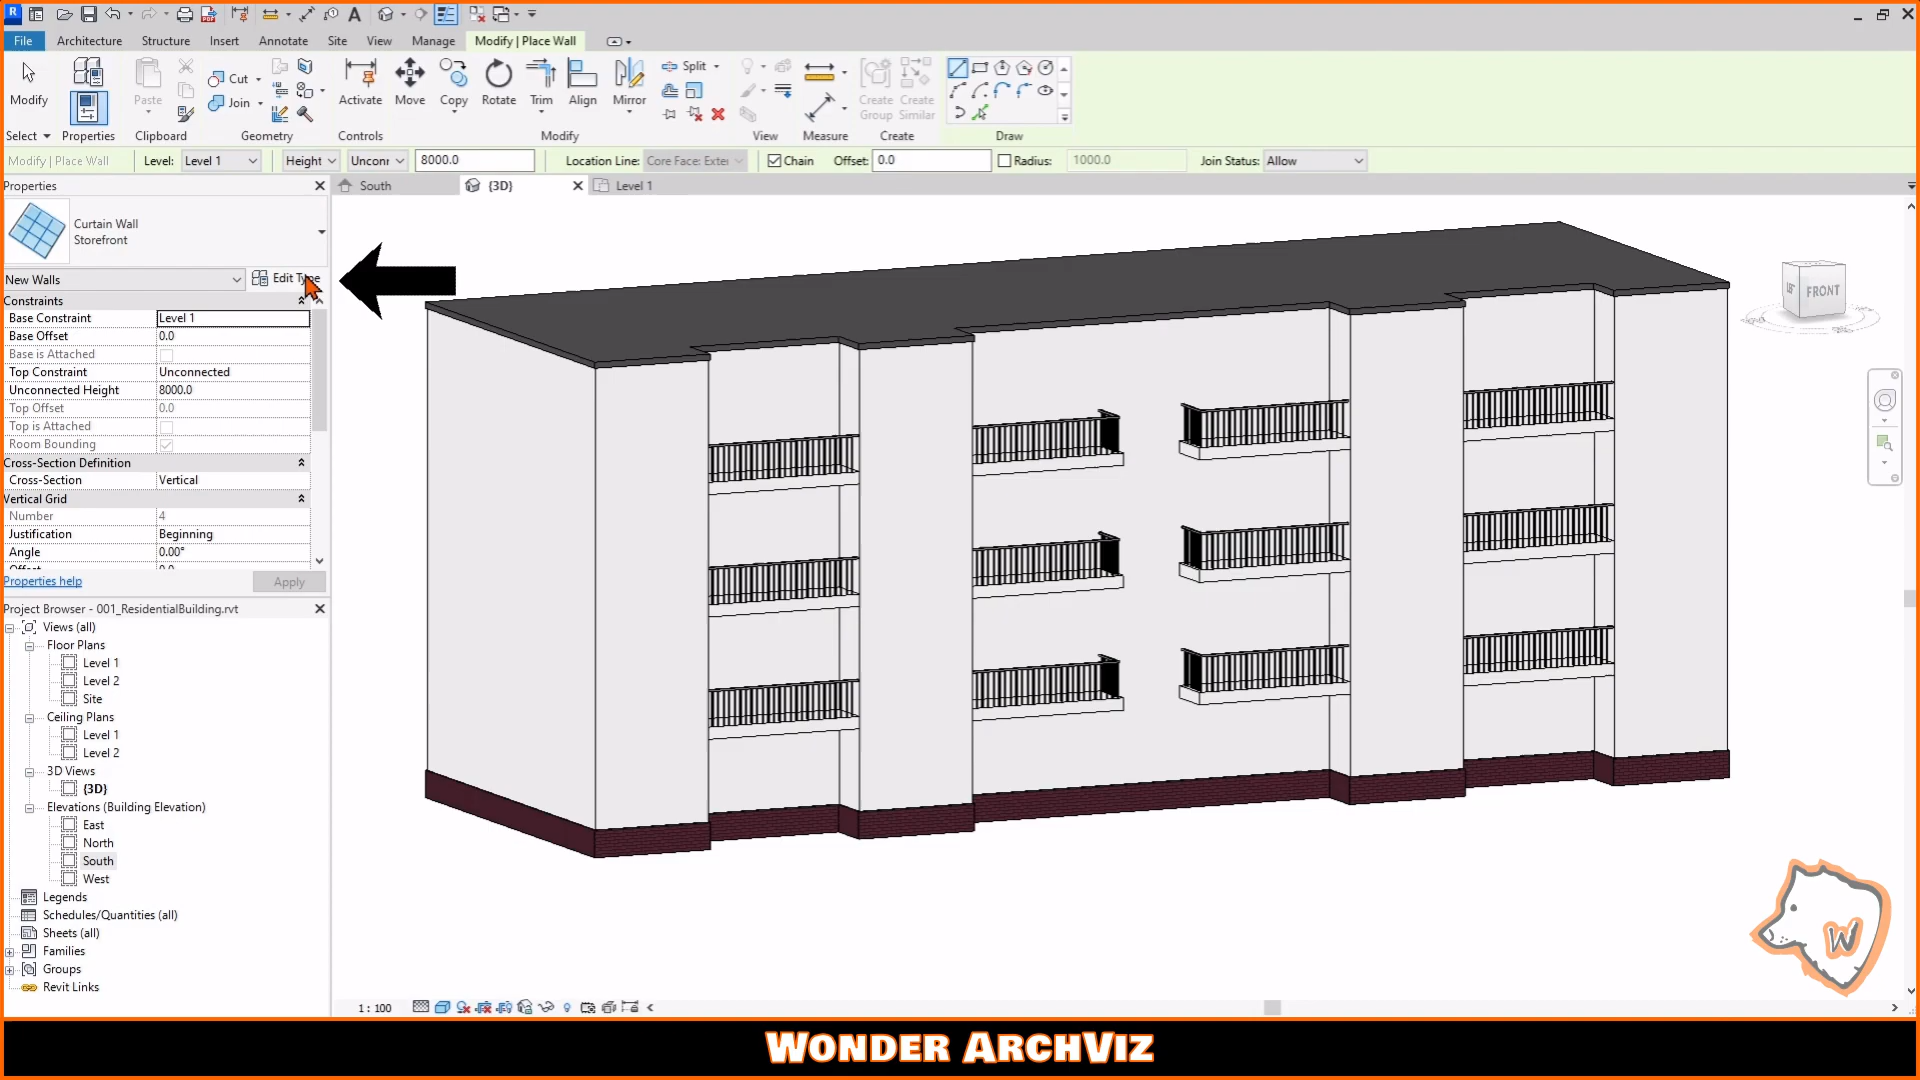 File Architecture Structure Insert Annotate Site View Manage Modify | Place Wall
Modify Paste Cut Join Activate Move Copy Rotate Trim Align Mirror Split Create Group Create Similar
Select Properties Clipboard Geometry Controls Modify View Measure Create Draw
Modify | Place Wall Level: Level 1 Height Unconr 8000.0 Location Line: Core Face: Exter Chain Offset: 0.0 Radius: 1000.0 Join Status: Allow
Properties South {3D} Level 1
Curtain Wall
Storefront
New Walls Edit Type
Constraints
Base Constraint Level 1
Base Offset 0.0
Base is Attached
Top Constraint Unconnected
Unconnected Height 8000.0
Top Offset 0.0
Top is Attached
Room Bounding
Cross-Section Definition
Cross-Section Vertical
Vertical Grid
Number 4
Justification Beginning
Angle 0.00°
Offset 0.0
Properties help Apply
Project Browser - 001_ResidentialBuilding.rvt
Views (all)
Floor Plans
Level 1
Level 2
Site
Ceiling Plans
Level 1
Level 2
3D Views
{3D}
Elevations (Building Elevation)
East
North
South
West
Legends
Schedules/Quantities (all)
Sheets (all)
Families
Groups
Revit Links
FRONT
1 : 100
W
Wonder ArchViz